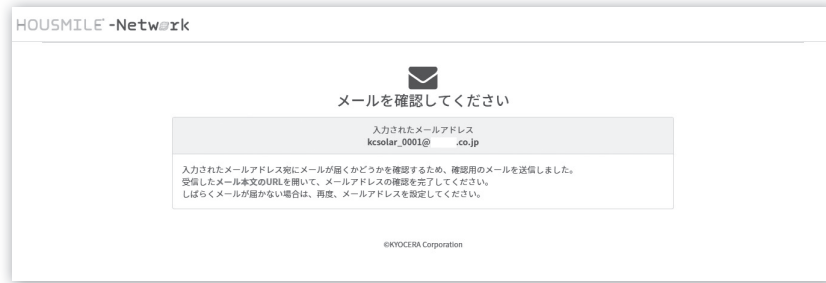 HOUSMILE-Network
メールを確認してください
入力されたメールアドレス
kcsolar_0001@ .co.jp
入力されたメールアドレス宛にメールが届くかどうかを確認するため、確認用のメールを送信しました。
受信したメール本文のURLを開いて、メールアドレスの確認を完了してください。
しばらくメールが届かない場合は、再度、メールアドレスを設定してください。
©KYOCERA Corporation